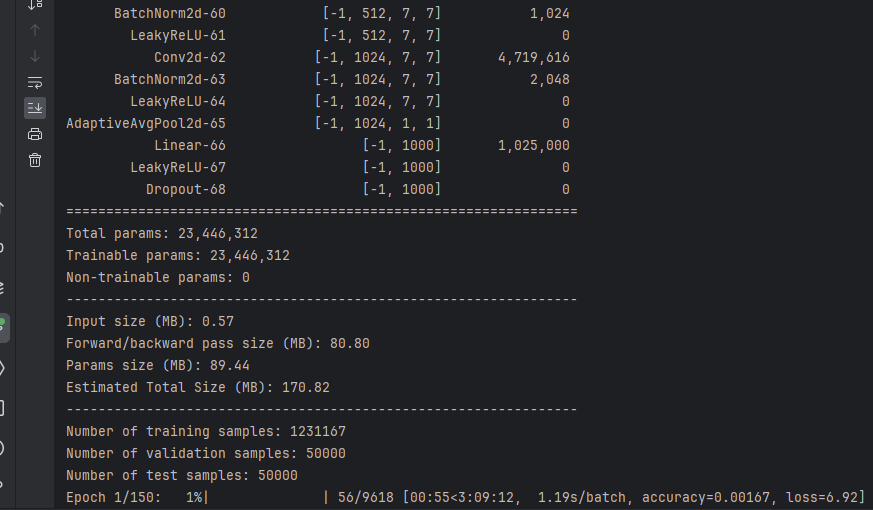 BatchNorm2d-60 [-1, 512, 7, 7] 1,024
LeakyReLU-61 [-1, 512, 7, 7] 0
Conv2d-62 [-1, 1024, 7, 7] 4,719,616
BatchNorm2d-63 [-1, 1024, 7, 7] 2,048
LeakyReLU-64 [-1, 1024, 7, 7] 0
AdaptiveAvgPool2d-65 [-1, 1024, 1, 1] 0
Linear-66 [-1, 1000] 1,025,000
LeakyReLU-67 [-1, 1000] 0
Dropout-68 [-1, 1000] 0
================================================================
Total params: 23,446,312
Trainable params: 23,446,312
Non-trainable params: 0
----------------------------------------------------------------
Input size (MB): 0.57
Forward/backward pass size (MB): 80.80
Params size (MB): 89.44
Estimated Total Size (MB): 170.82
----------------------------------------------------------------
Number of training samples: 1231167
Number of validation samples: 50000
Number of test samples: 50000
Epoch 1/150:   1%|          | 56/9618 [00:55<3:09:12,  1.19s/batch, accuracy=0.00167, loss=6.92]